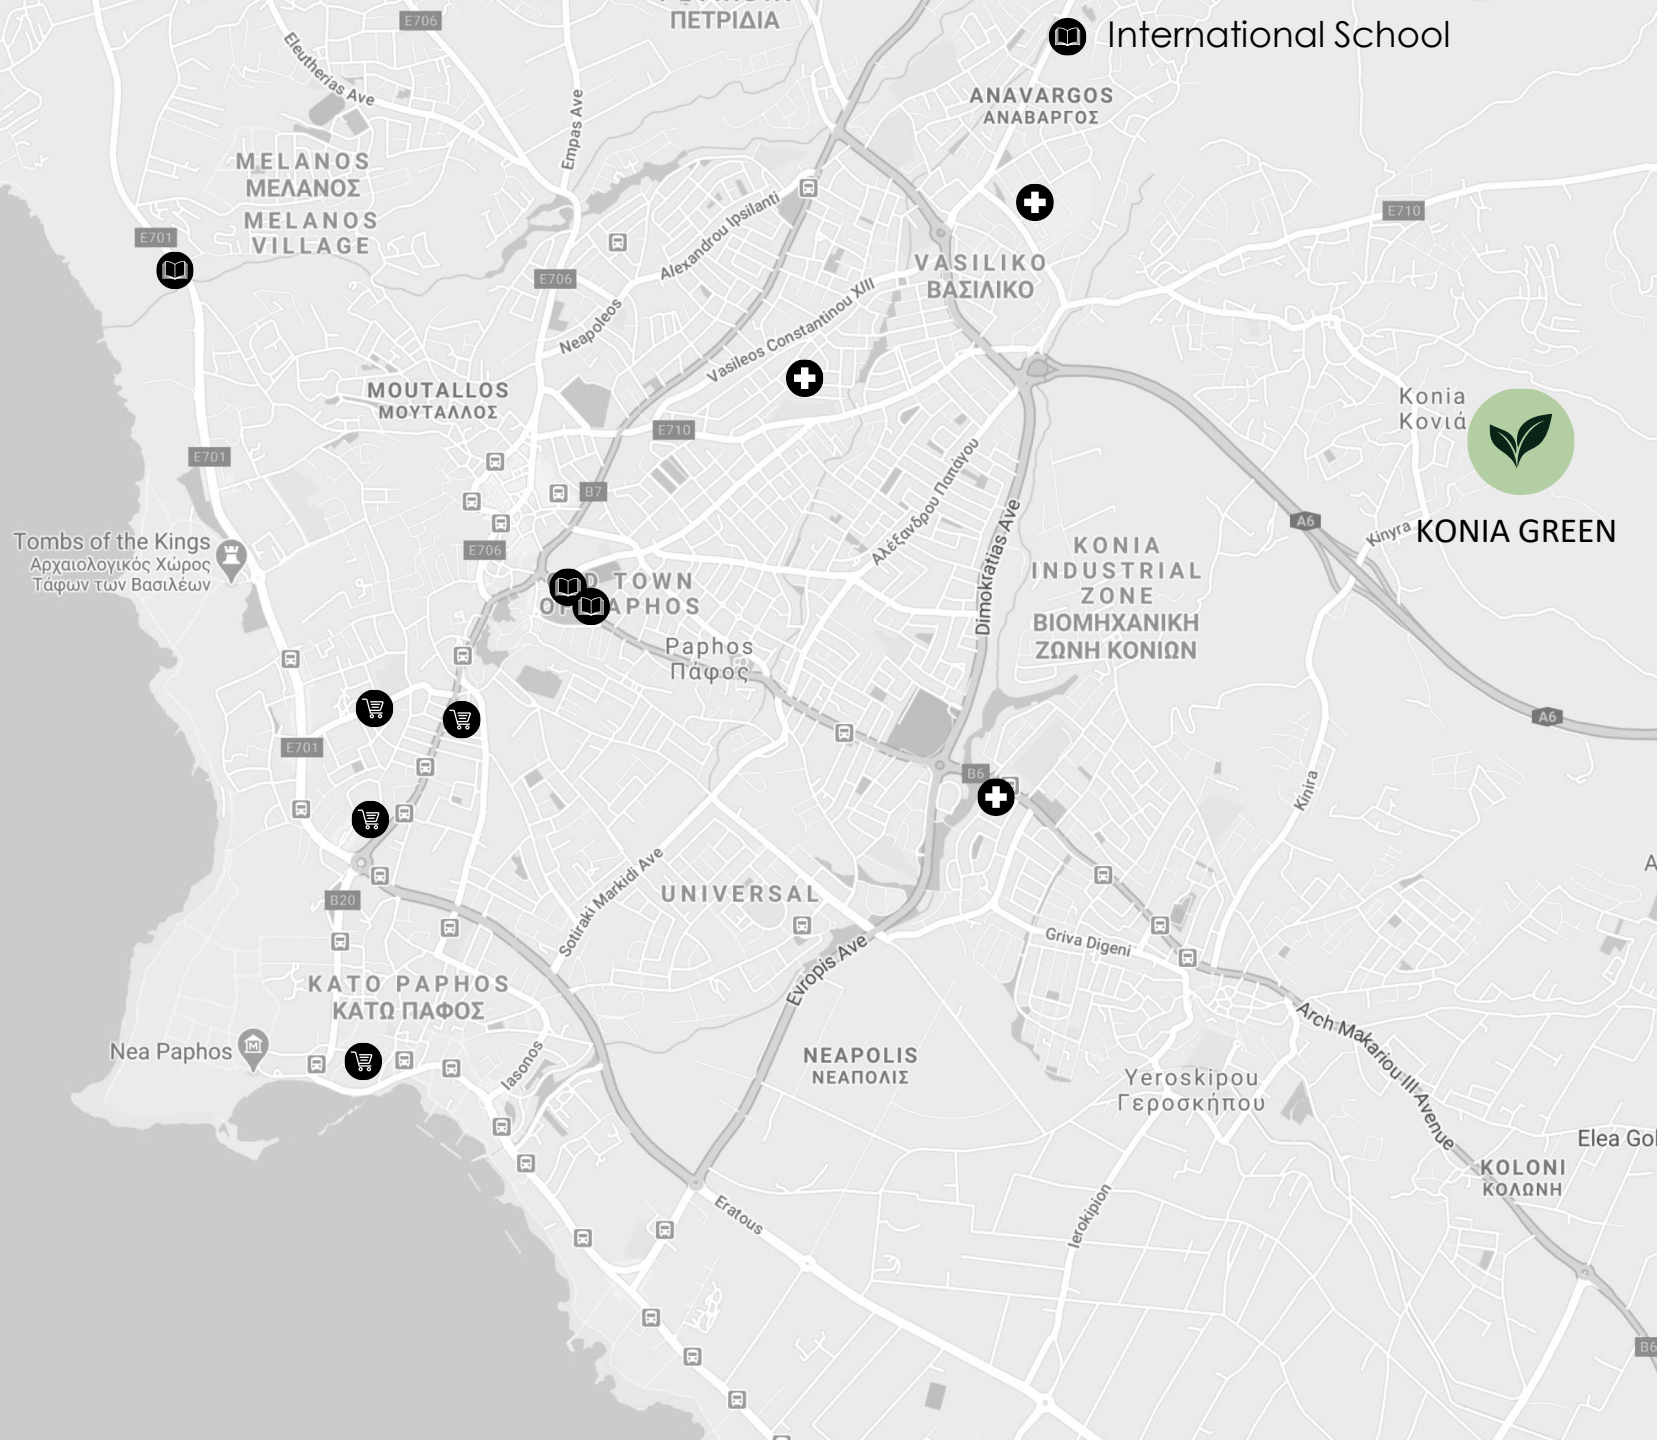 ΠΕΤΡΙΔΙΑ
E706
International School
Eleutherias Ave
Empas Ave
ANAVARGOS
ΑΝΑΒΑΡΓΟΣ
MELANOS
ΜΕΛΑΝΟΣ
MELANOS
VILLAGE
E701
Alexandrou Ipsilanti
E710
E706
VASILIKO
ΒΑΣΙΛΙΚΟ
Neapoleos
Vasileos Constantinou XIII
MOUTALLOS
ΜΟΥΤΑΛΛΟΣ
Konia
Κονιά
E710
E701
B7
Αλέξανδρου Παπάγου
Dimokratias Ave
A6
Kinyra
KONIA GREEN
Tombs of the Kings
Αρχαιολογικός Χώρος
Τάφων των Βασιλέων
E706
KONIA
INDUSTRIAL
ZONE
ΒΙΟΜΗΧΑΝΙΚΗ
ΖΩΝΗ ΚΟΝΙΩΝ
TOWN
Paphos
Πάφος
A6
E701
B6
Kinira
Sotiraki Markidi Ave
UNIVERSAL
B20
Griva Digeni
Evropis Ave
KATO PAPHOS
ΚΑΤΩ ΠΑΦΟΣ
Arch Makariou III Avenue
Nea Paphos
Iasonos
NEAPOLIS
ΝΕΑΠΟΛΙΣ
Yeroskipou
Γεροσκήπου
Elea Gol
KOLONI
ΚΟΛΩΝΗ
Eratous
Ierokipion
B6